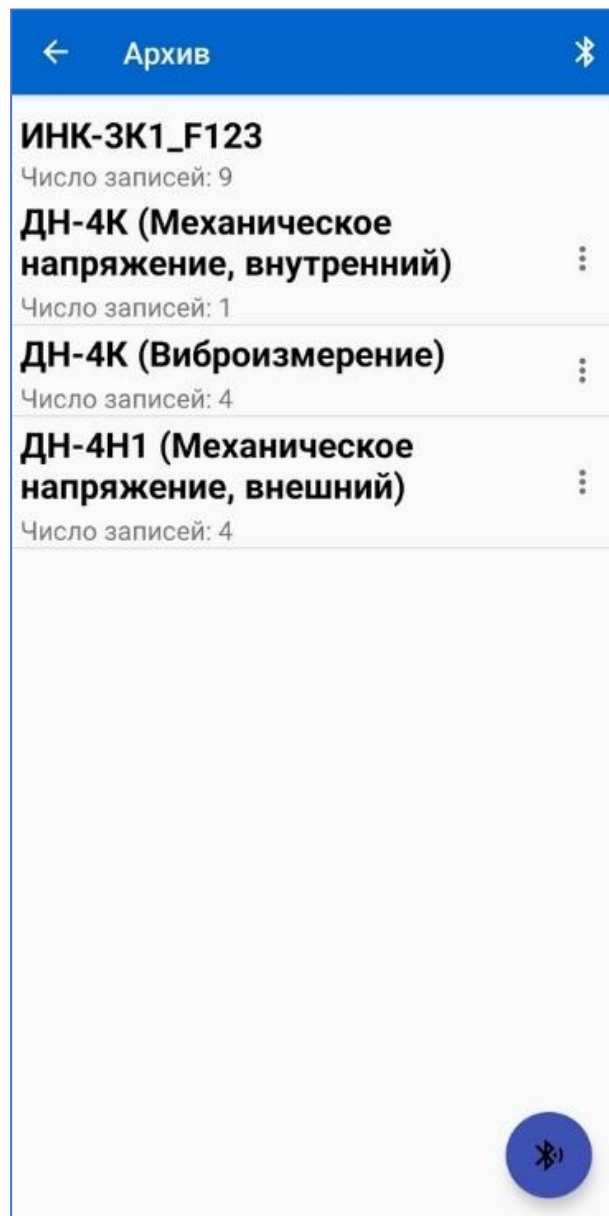 Архив
ИНК-3К1_F123
Число записей: 9
ДН-4К (Механическое
напряжение, внутренний)
Число записей: 1
ДН-4К (Виброизмерение)
Число записей: 4
ДН-4Н1 (Механическое
напряжение, внешний)
Число записей: 4